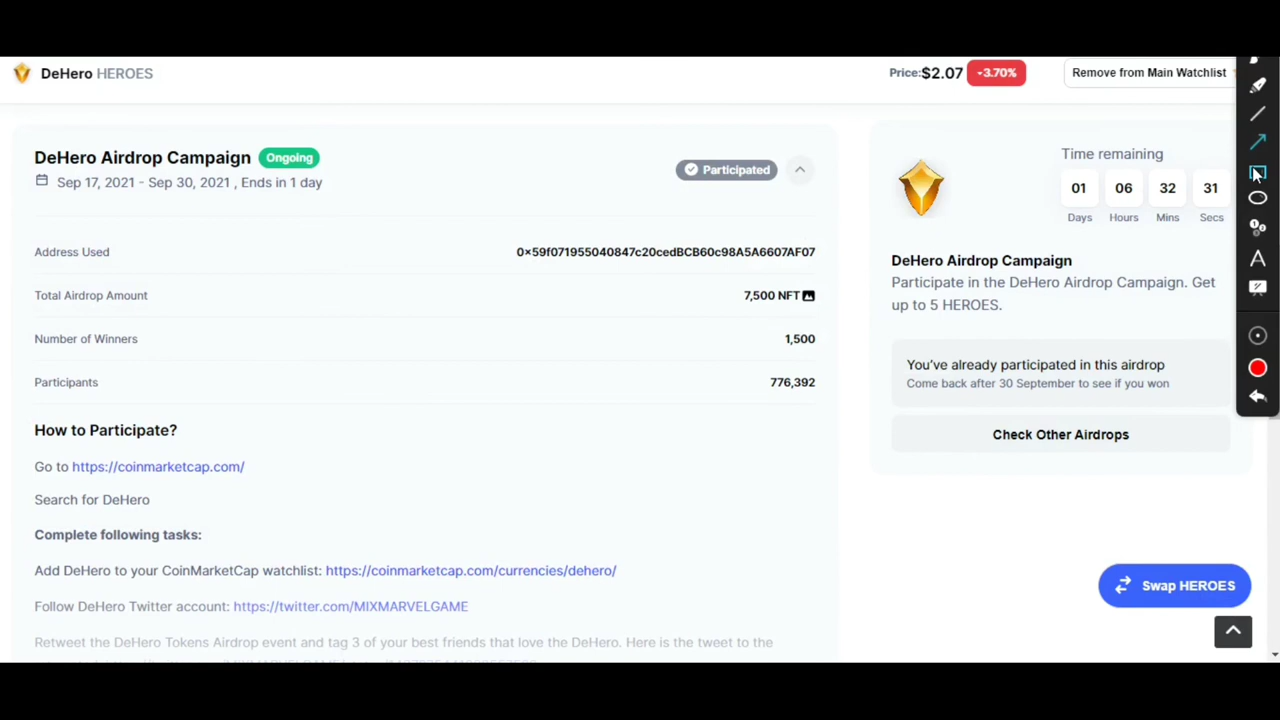 DeHero HEROES
Price:$2.07 -3.70%
Remove from Main Watchlist
DeHero Airdrop Campaign Ongoing
Sep 17, 2021 - Sep 30, 2021 , Ends in 1 day
Participated
Address Used 0×59f071955040847c20cedBCB60c98A5A6607AF07
Total Airdrop Amount 7,500 NFT
Number of Winners 1,500
Participants 776,392
How to Participate?
Go to https://coinmarketcap.com/
Search for DeHero
Complete following tasks:
Add DeHero to your CoinMarketCap watchlist: https://coinmarketcap.com/currencies/dehero/
Follow DeHero Twitter account: https://twitter.com/MIXMARVELGAME
Retweet the DeHero Tokens Airdrop event and tag 3 of your best friends that love the DeHero. Here is the tweet to the
Time remaining
01 06 32 31
Days Hours Mins Secs
DeHero Airdrop Campaign
Participate in the DeHero Airdrop Campaign. Get
up to 5 HEROES.
You've already participated in this airdrop
Come back after 30 September to see if you won
Check Other Airdrops
Swap HEROES
A